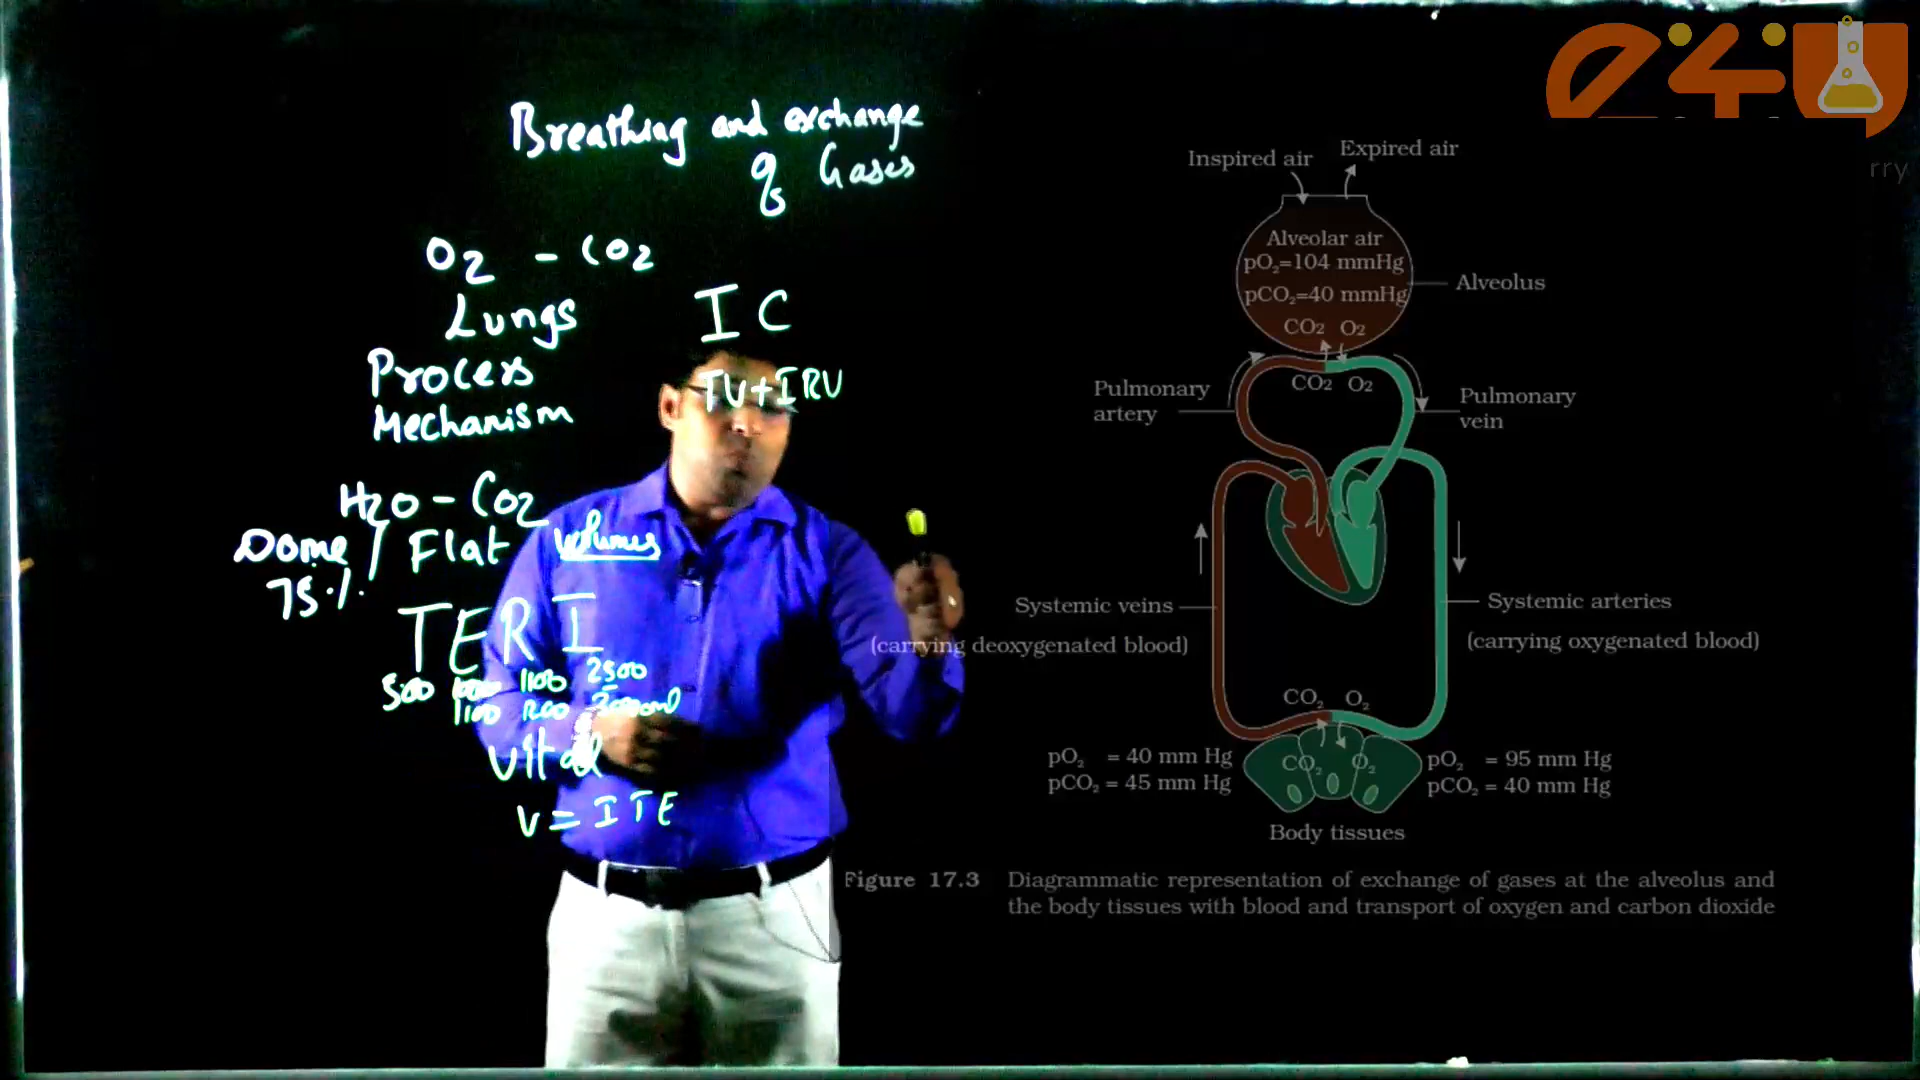 Breathing and exchange
of Gases
O2 - CO2
Lungs
Process
Mechanism
I C
TV+IRV
H2O - CO2
Dome / Flat
75%.
Volumes
TERI
500 1000 1100 2500
1100 1200 3000ml
Vital
V = ITE
e4U
rry
Inspired air
Expired air
Alveolar air
pO2=104 mmHg
pCO2=40 mmHg
CO2 O2
Alveolus
CO2 O2
Pulmonary
artery
Pulmonary
vein
Systemic veins
(carrying deoxygenated blood)
Systemic arteries
(carrying oxygenated blood)
CO2 O2
pO2 = 40 mm Hg
pCO2 = 45 mm Hg
CO2 O2
pO2 = 95 mm Hg
pCO2 = 40 mm Hg
Body tissues
Figure 17.3 Diagrammatic representation of exchange of gases at the alveolus and
the body tissues with blood and transport of oxygen and carbon dioxide